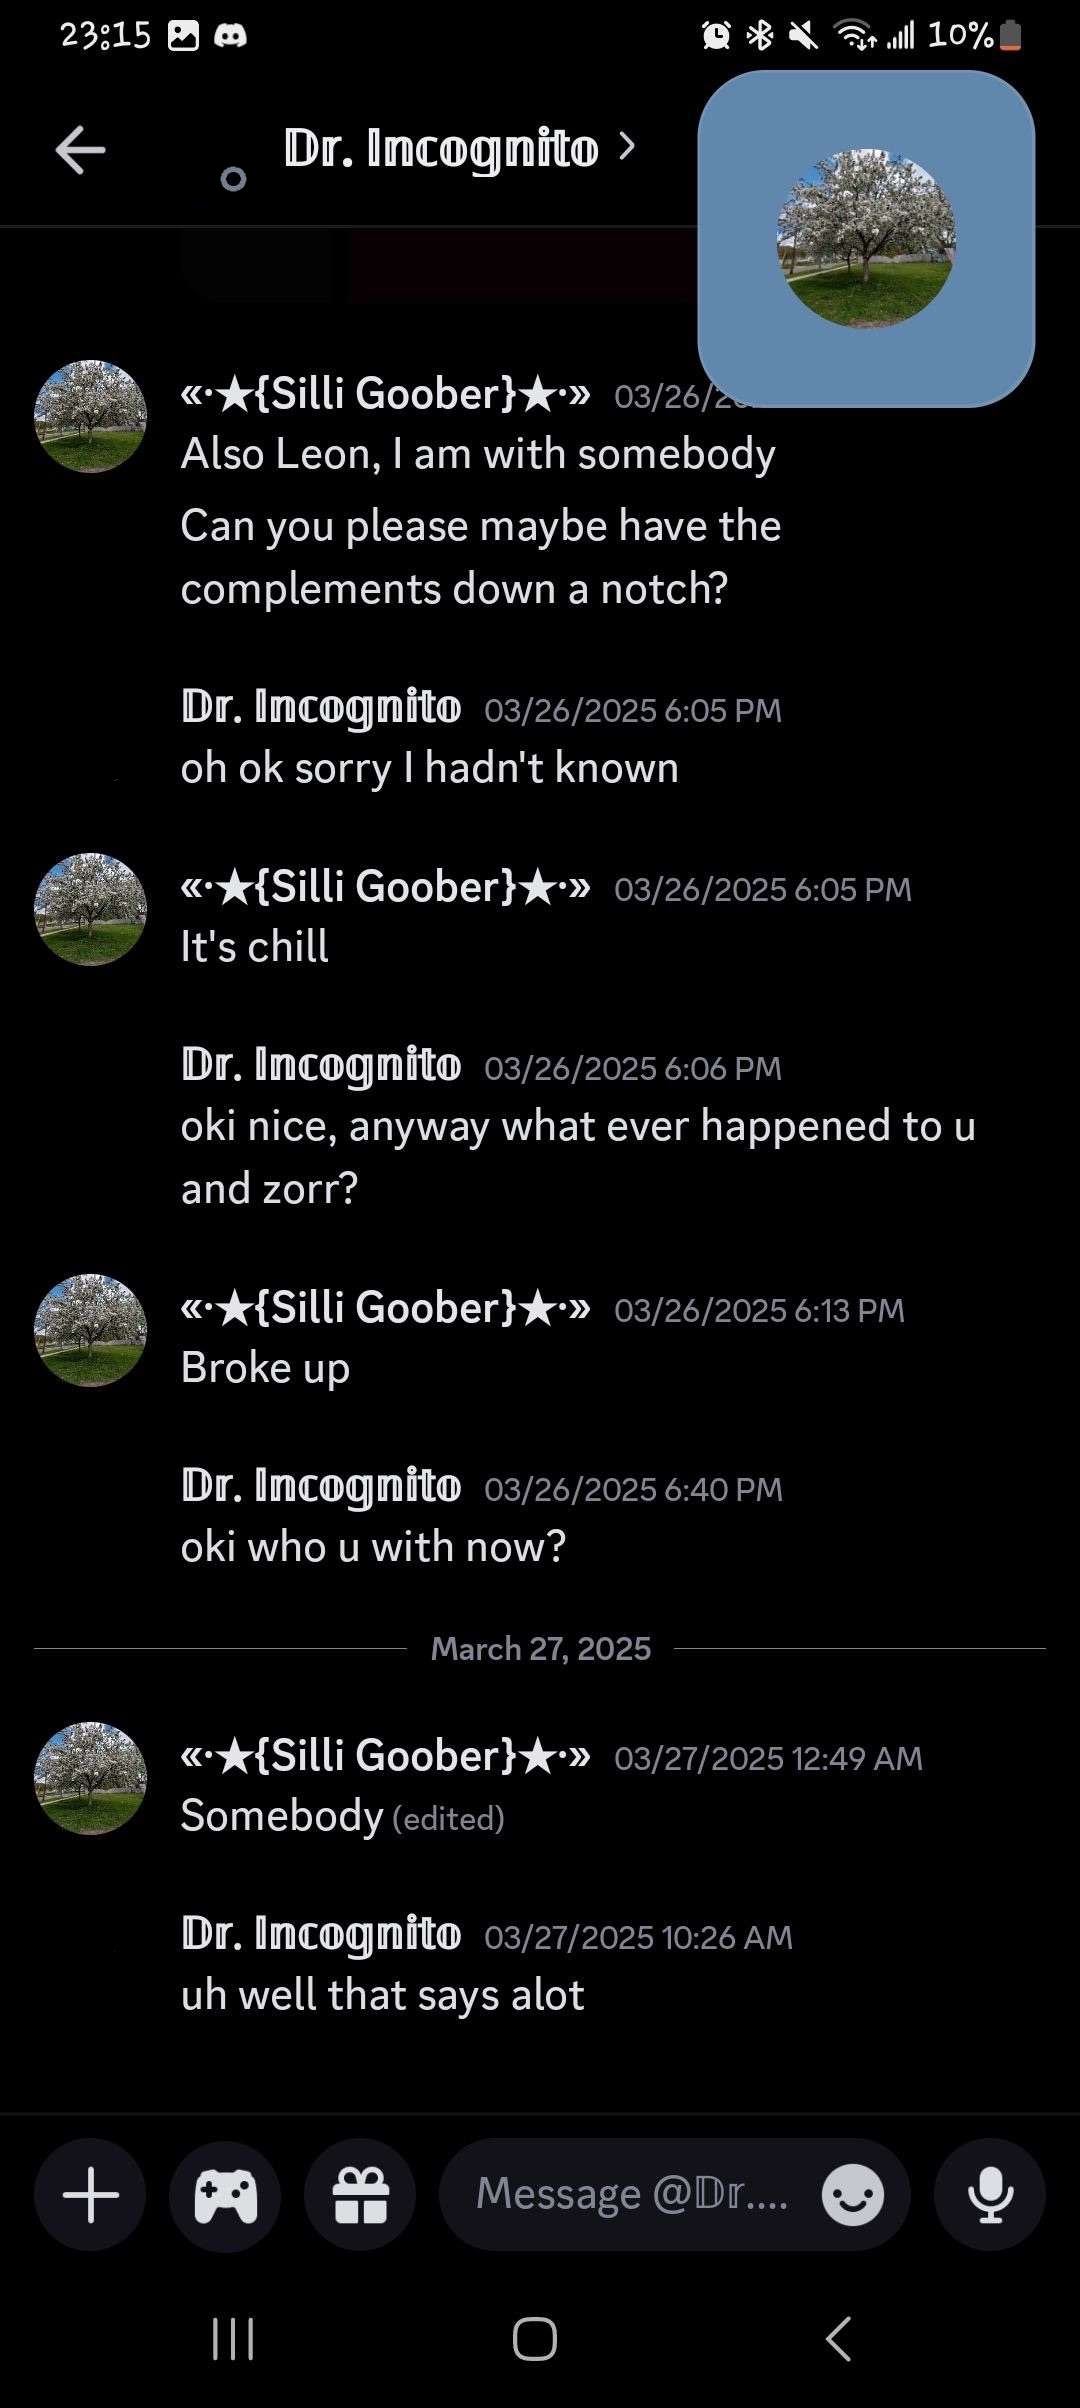 23:15 10%
Dr. Incognito
«·★{Silli Goober}★·» 03/26/
Also Leon, I am with somebody
Can you please maybe have the
complements down a notch?
Dr. Incognito 03/26/2025 6:05 PM
oh ok sorry I hadn't known
«·★{Silli Goober}★·» 03/26/2025 6:05 PM
It's chill
Dr. Incognito 03/26/2025 6:06 PM
oki nice, anyway what ever happened to u
and zorr?
«·★{Silli Goober}★·» 03/26/2025 6:13 PM
Broke up
Dr. Incognito 03/26/2025 6:40 PM
oki who u with now?
March 27, 2025
«·★{Silli Goober}★·» 03/27/2025 12:49 AM
Somebody (edited)
Dr. Incognito 03/27/2025 10:26 AM
uh well that says alot
Message @Dr....